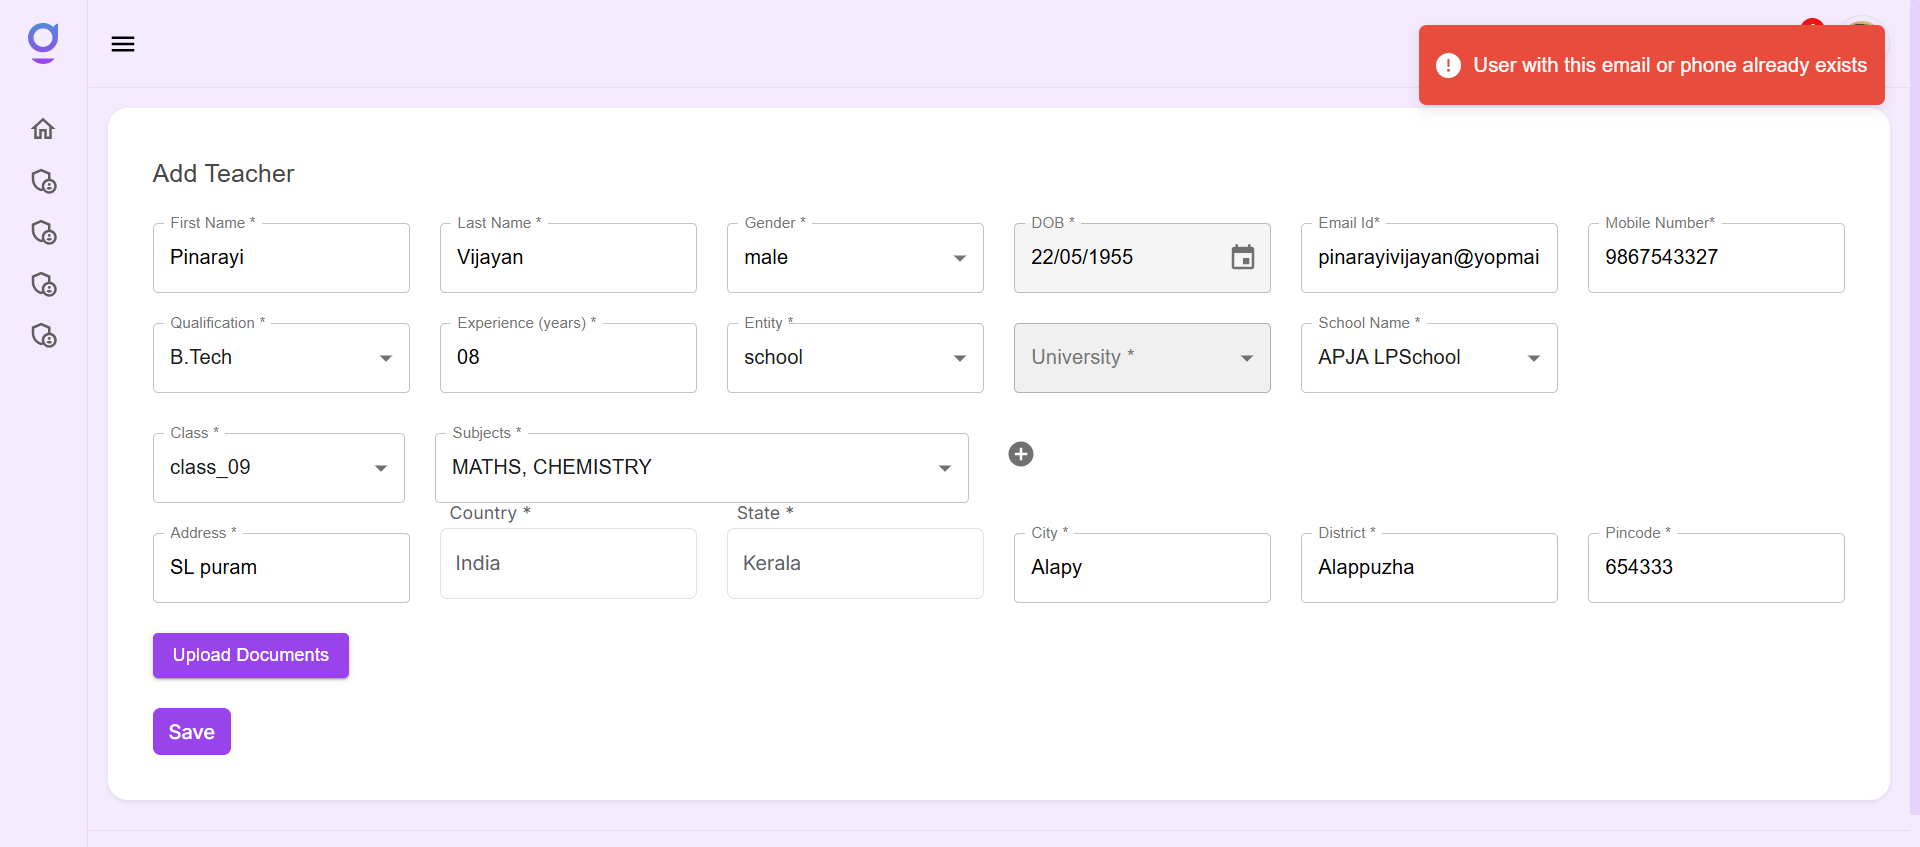 User with this email or phone already exists
Add Teacher
First Name *
Pinarayi
Last Name *
Vijayan
Gender *
male
DOB *
22/05/1955
Email Id*
pinarayivijayan@yopmai
Mobile Number*
9867543327
Qualification *
B.Tech
Experience (years) *
08
Entity *
school
University *
School Name *
APJA LPSchool
Class *
class_09
Subjects *
MATHS, CHEMISTRY
Address *
SL puram
Country *
India
State *
Kerala
City *
Alapy
District *
Alappuzha
Pincode *
654333
Upload Documents
Save